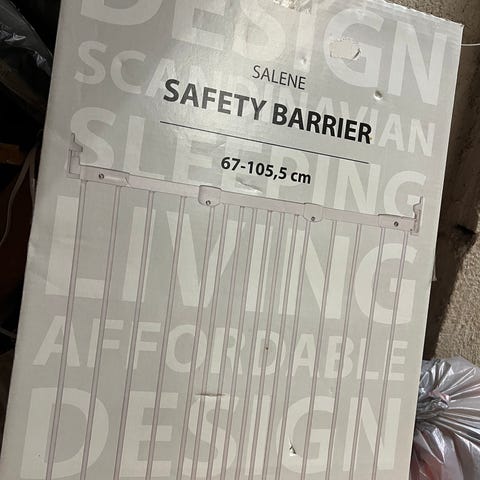 DESIGN
SCANDINAVIAN
SALENE
SAFETY BARRIER
SLEEPING
67-105,5 cm
LIVING
AFFORDABLE
DESIGN